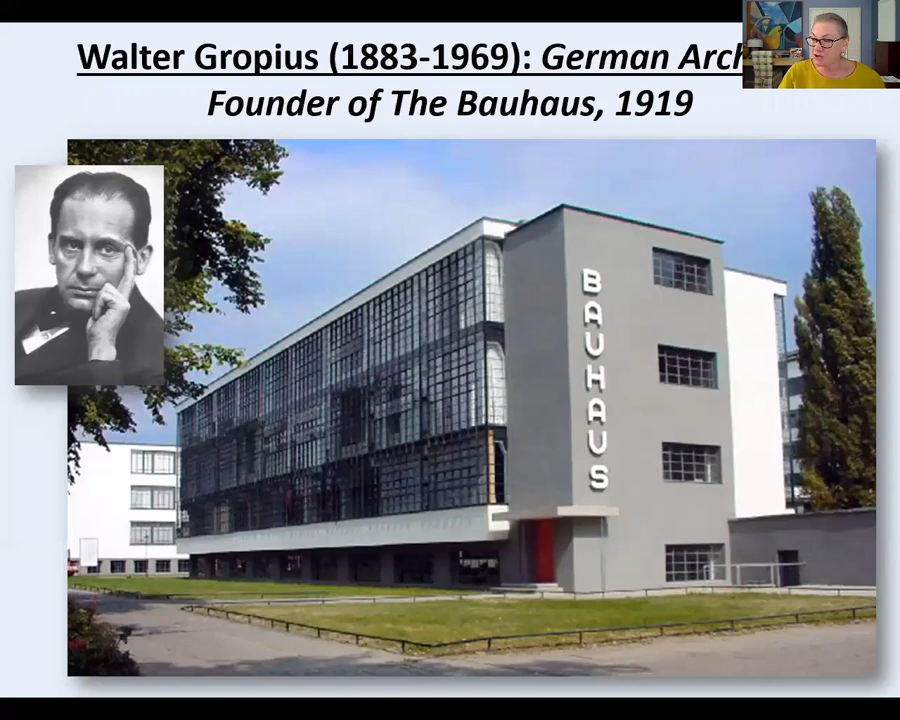 Walter Gropius (1883-1969): German Arch
Founder of The Bauhaus, 1919
BAUHAUS